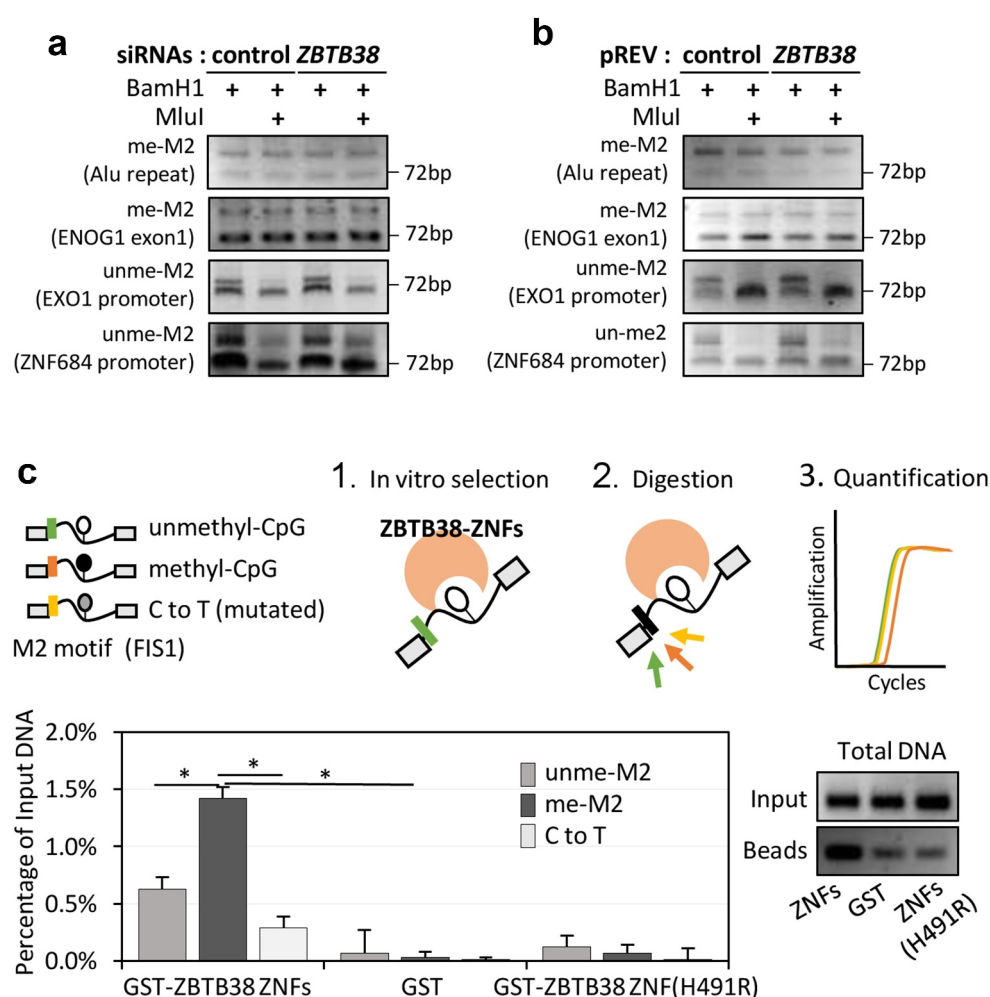 a
siRNAs : control ZBTB38
BamH1 + + + +
MluI + +
me-M2
(Alu repeat)
72bp
me-M2
(ENOG1 exon1)
72bp
unme-M2
(EXO1 promoter)
72bp
unme-M2
(ZNF684 promoter)
72bp
b
pREV : control ZBTB38
BamH1 + + + +
MluI + +
me-M2
(Alu repeat)
72bp
me-M2
(ENOG1 exon1)
72bp
unme-M2
(EXO1 promoter)
72bp
un-me2
(ZNF684 promoter)
72bp
c
unmethyl-CpG
methyl-CpG
C to T (mutated)
M2 motif (FIS1)
1. In vitro selection
ZBTB38-ZNFs
2. Digestion
3. Quantification
Amplification
Cycles
Percentage of Input DNA
2.0%
1.5%
1.0%
0.5%
0.0%
* * *
unme-M2
me-M2
C to T
GST-ZBTB38 ZNFs GST GST-ZBTB38 ZNF(H491R)
Total DNA
Input
Beads
ZNFs
GST
ZNFs
(H491R)